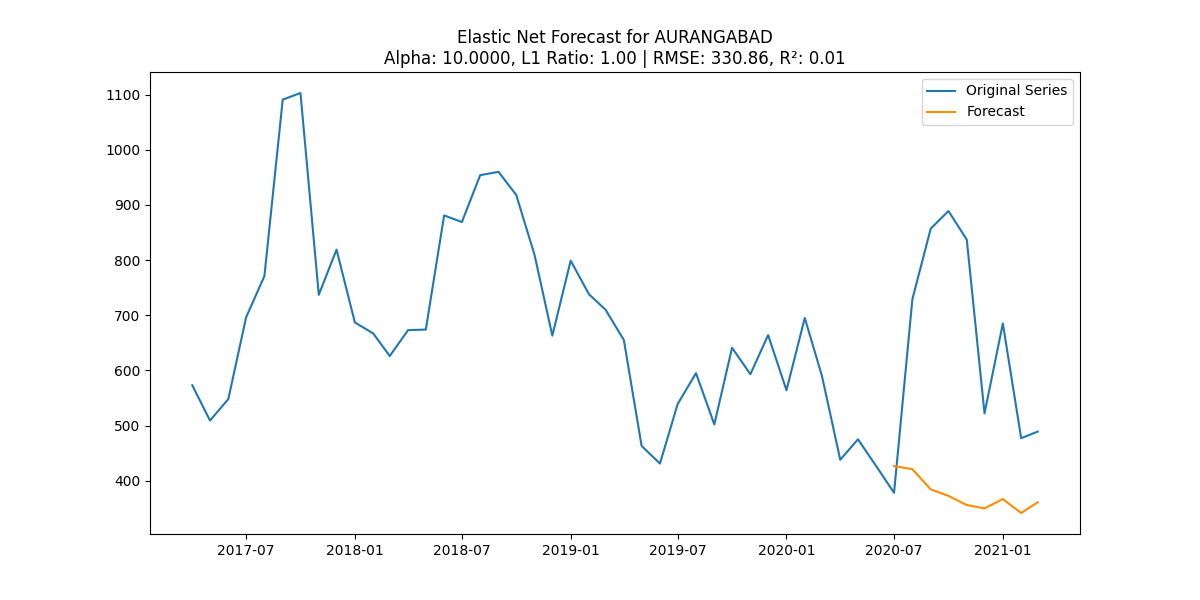 Elastic Net Forecast for AURANGABAD
Alpha: 10.0000, L1 Ratio: 1.00 | RMSE: 330.86, R²: 0.01
Original Series
Forecast
1100
1000
900
800
700
600
500
400
2017-07 2018-01 2018-07 2019-01 2019-07 2020-01 2020-07 2021-01